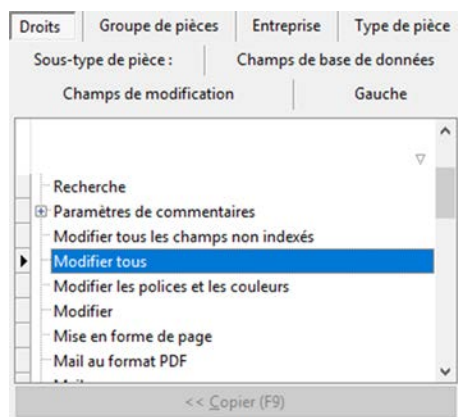 Droits Groupe de pièces Entreprise Type de pièce
Sous-type de pièce : Champs de base de données
Champs de modification Gauche
Recherche
Paramètres de commentaires
Modifier tous les champs non indexés
Modifier tous
Modifier les polices et les couleurs
Modifier
Mise en forme de page
Mail au format PDF
<< Copier (F9)